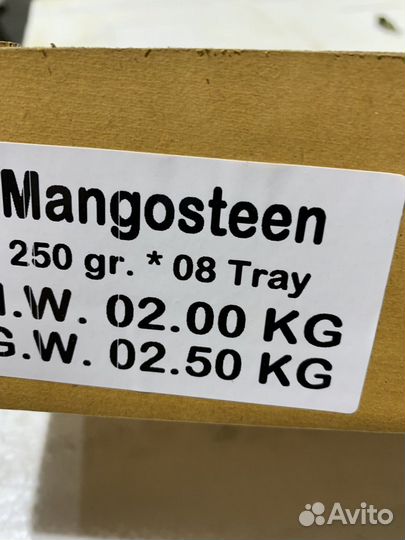 Mangosteen
250 gr. * 08 Tray
N.W. 02.00 KG
G.W. 02.50 KG
Avito